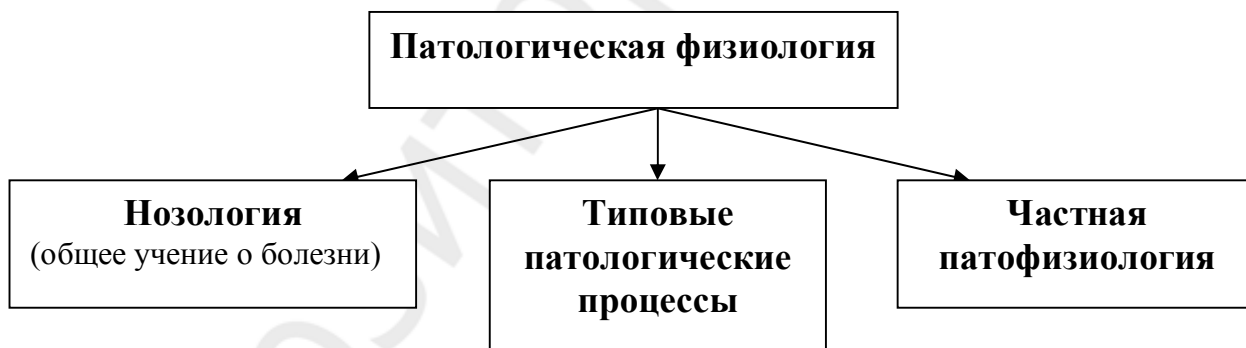 Патологическая физиология
Нозология
(общее учение о болезни)
Типовые
патологические
процессы
Частная
патофизиология